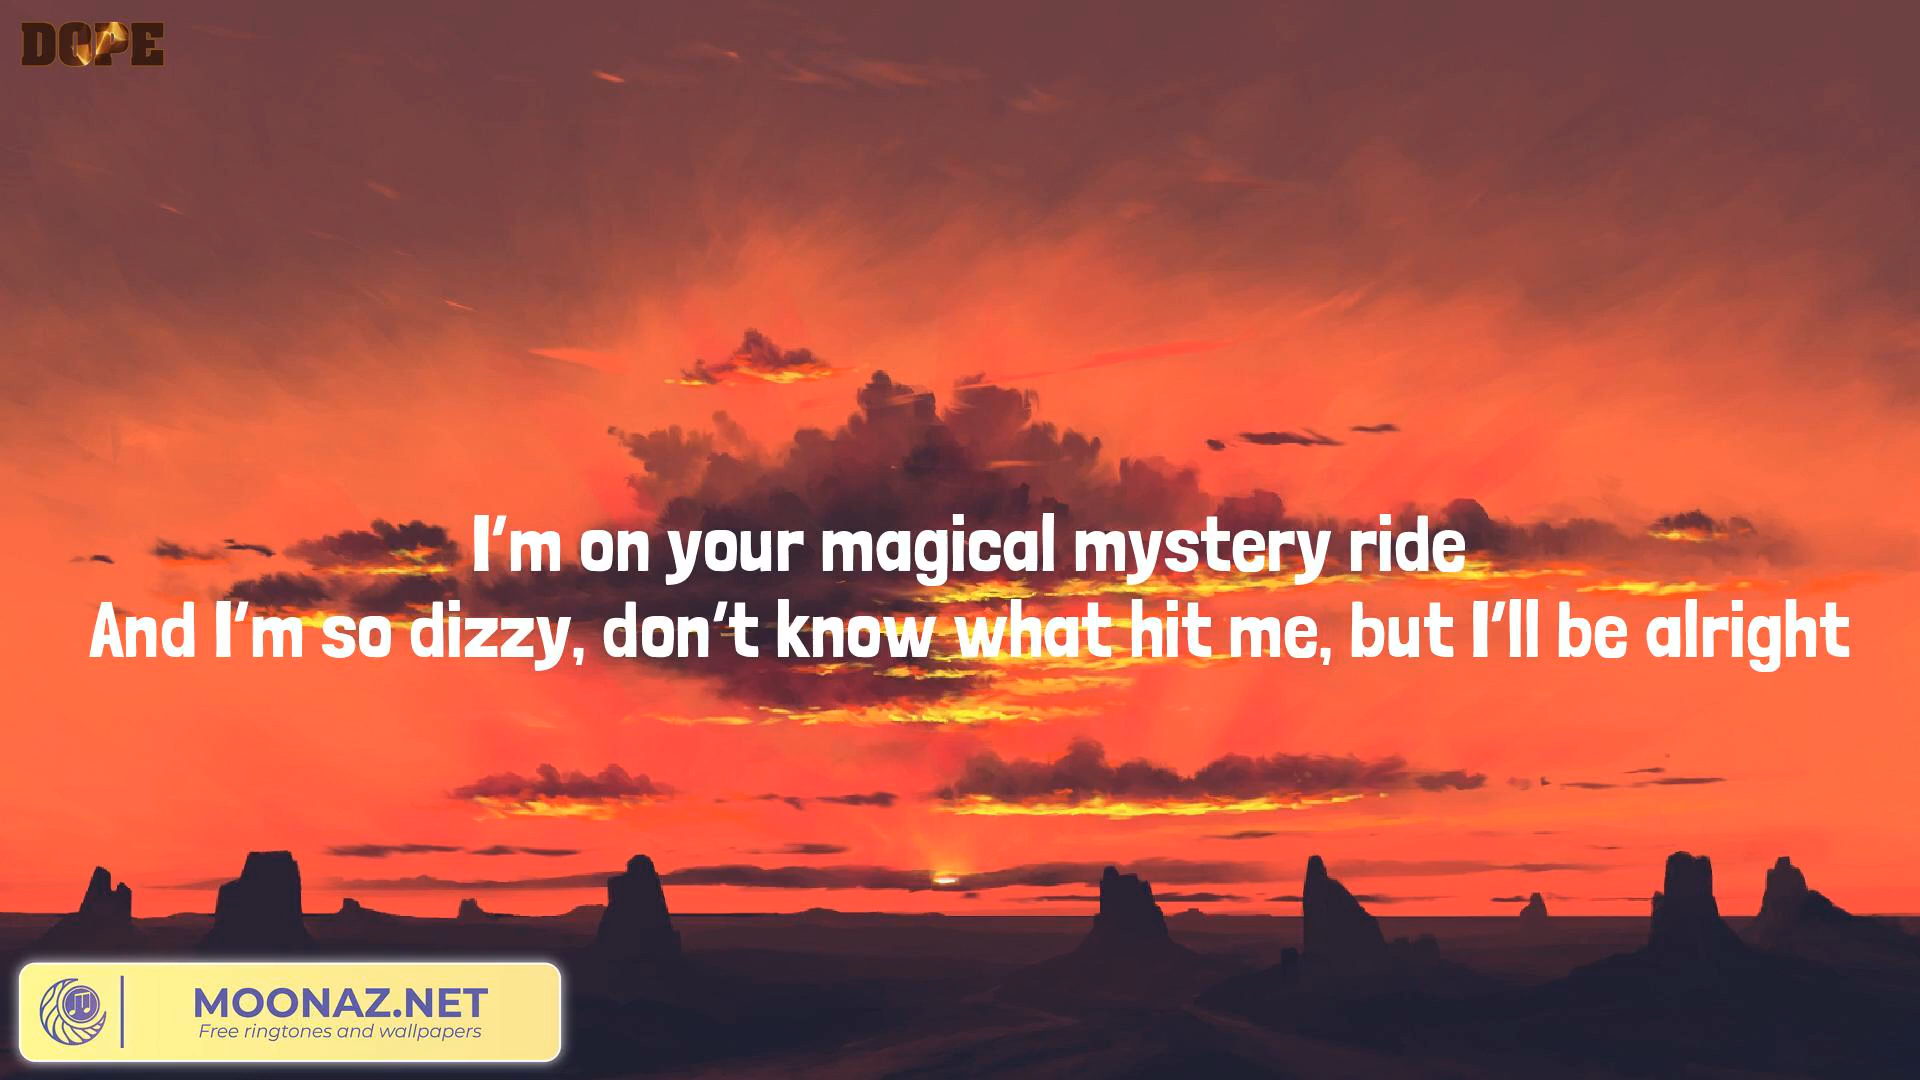 DOPE
I'm on your magical mystery ride
And I'm so dizzy, don't know what hit me, but I'll be alright
MOONAZ.NET
Free ringtones and wallpapers